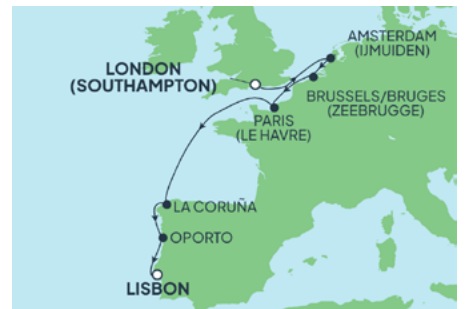 AMSTERDAM
(IJMUIDEN)
LONDON
(SOUTHAMPTON)
BRUSSELS/BRUGES
(ZEEBRUGGE)
PARIS
(LE HAVRE)
LA CORUÑA
OPORTO
LISBON